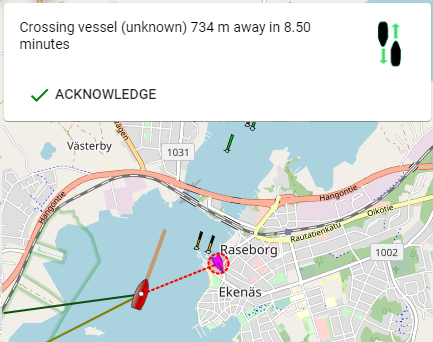 Crossing vessel (unknown) 734 m away in 8.50
minutes
ACKNOWLEDGE
Västerby
1031
Hangontie
Hangontie
Oikotie
Rautatienkatu
1002
Raseborg
Ekenäs